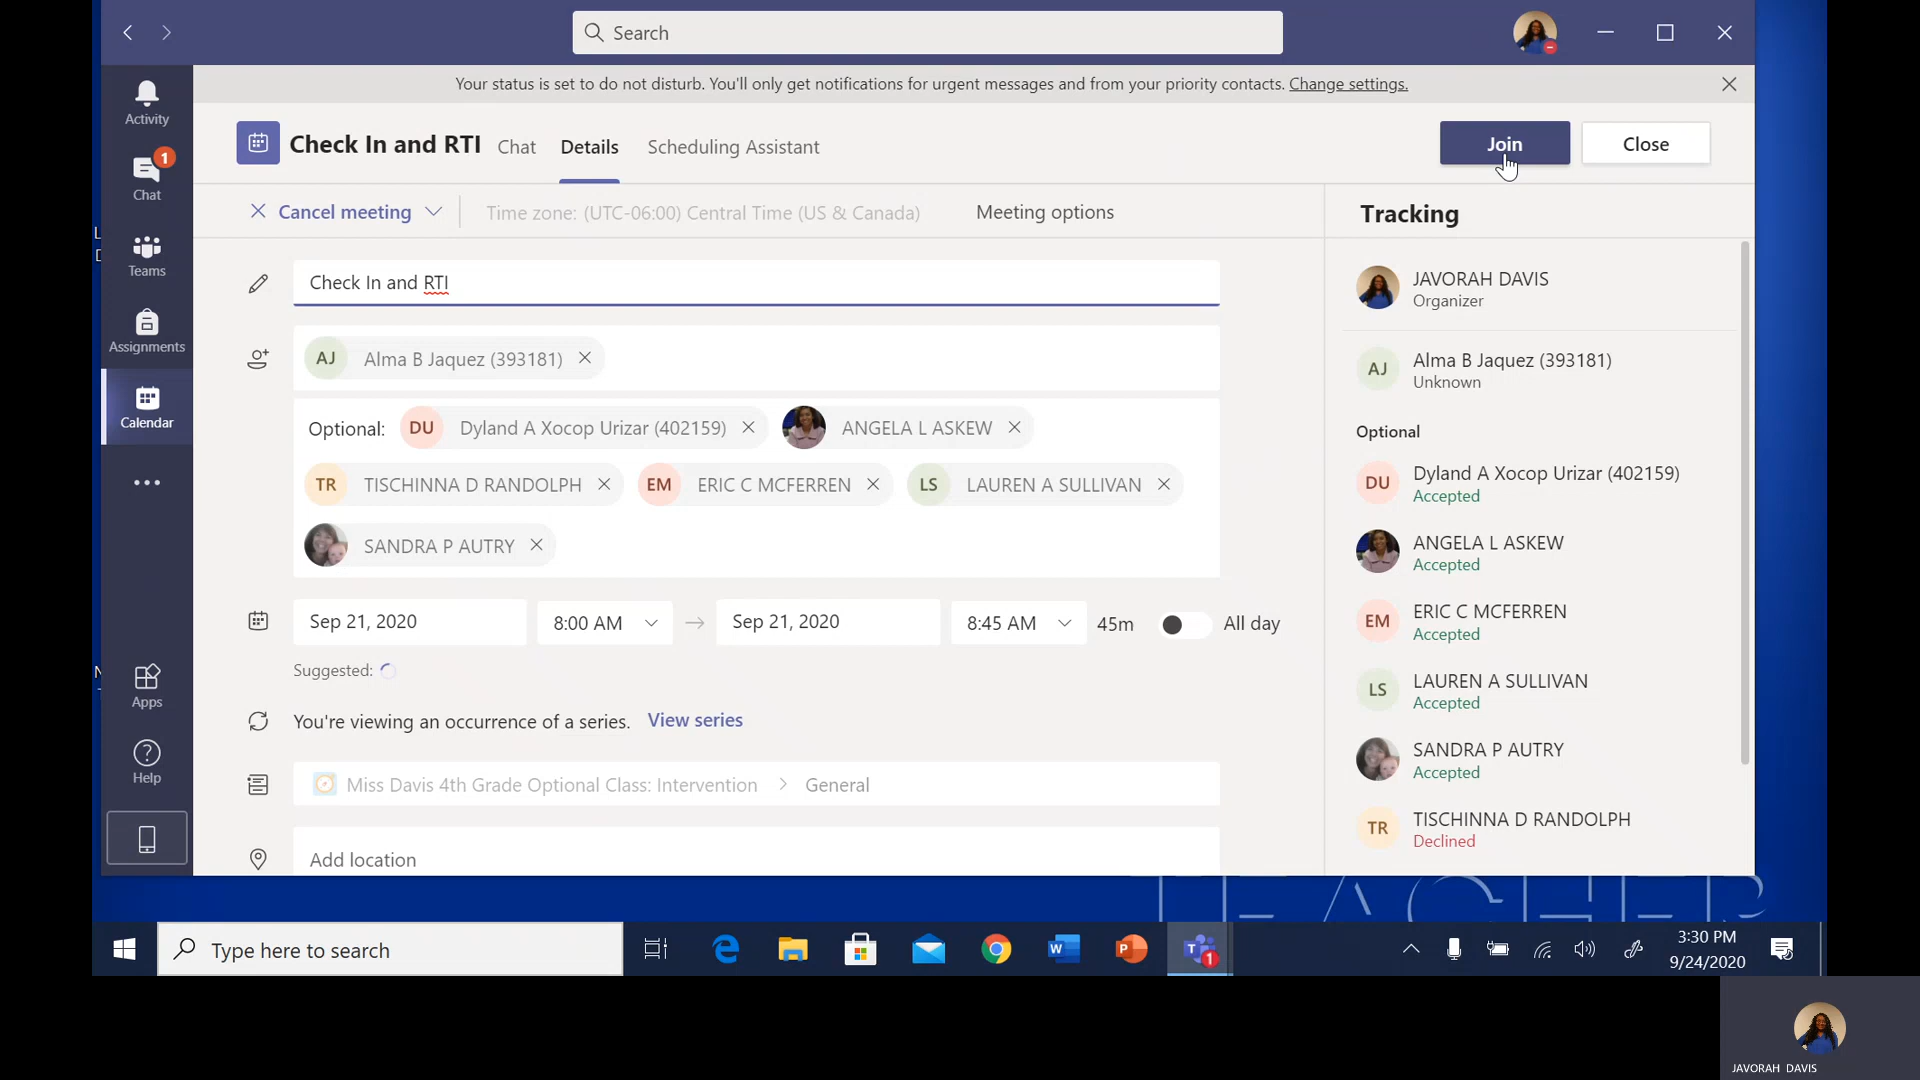 Search
Your status is set to do not disturb. You'll only get notifications for urgent messages and from your priority contacts. Change settings.
Activity
1
Chat
Teams
Assignments
Calendar
Apps
Help
Check In and RTI Chat Details Scheduling Assistant
Join Close
Cancel meeting Time zone: (UTC-06:00) Central Time (US & Canada) Meeting options
Check In and RTI
AJ Alma B Jaquez (393181)
Optional: DU Dyland A Xocop Urizar (402159) ANGELA L ASKEW
TR TISCHINNA D RANDOLPH EM ERIC C MCFERREN LS LAUREN A SULLIVAN
SANDRA P AUTRY
Sep 21, 2020 8:00 AM Sep 21, 2020 8:45 AM 45m All day
Suggested:
You're viewing an occurrence of a series. View series
Miss Davis 4th Grade Optional Class: Intervention > General
Add location
Tracking
JAVORAH DAVIS
Organizer
AJ Alma B Jaquez (393181)
Unknown
Optional
DU Dyland A Xocop Urizar (402159)
Accepted
ANGELA L ASKEW
Accepted
EM ERIC C MCFERREN
Accepted
LS LAUREN A SULLIVAN
Accepted
SANDRA P AUTRY
Accepted
TR TISCHINNA D RANDOLPH
Declined
TEACHER
Type here to search
3:30 PM
9/24/2020
JAVORAH DAVIS